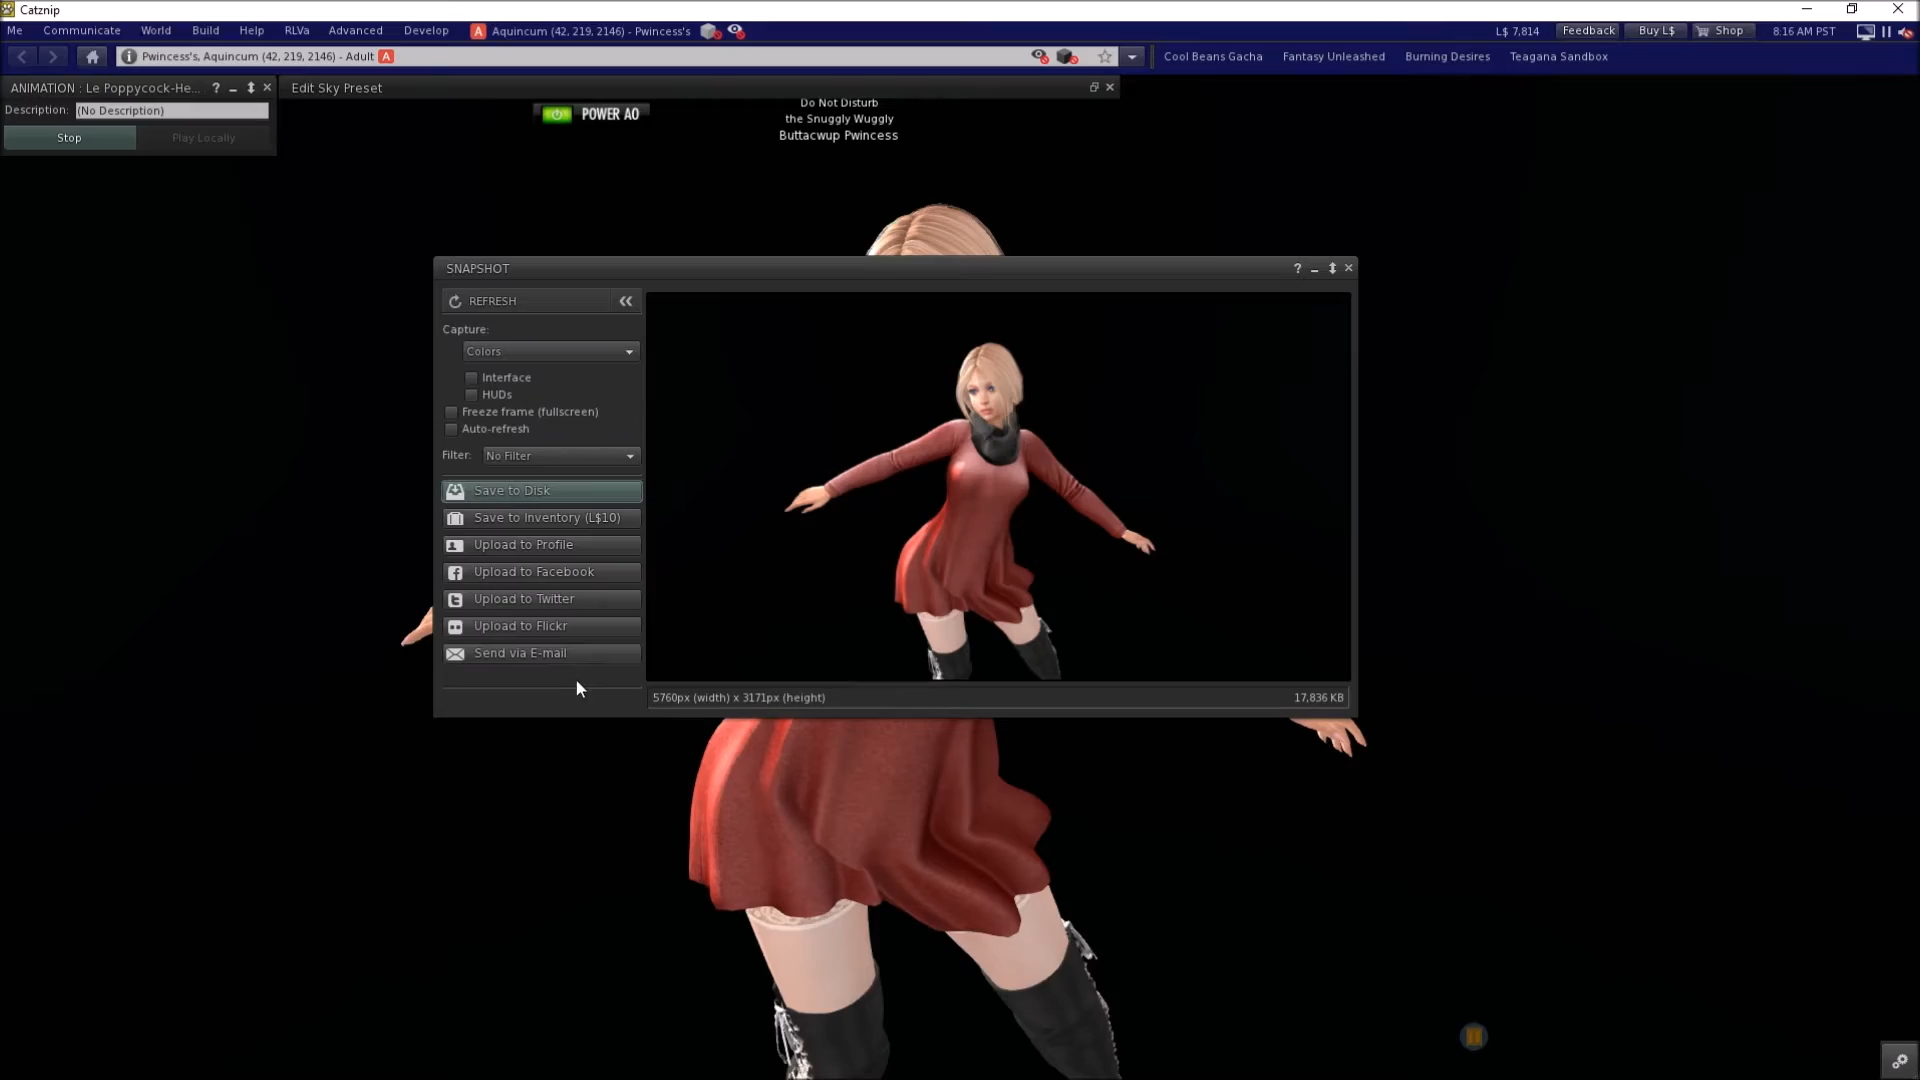 Catznip
Me Communicate World Build Help RLVa Advanced Develop A Aquincum (42, 219, 2146) - Pwincess's L$ 7,814 Feedback Buy L$ Shop 8:16 AM PST
Pwincess's, Aquincum (42, 219, 2146) - Adult A Cool Beans Gacha Fantasy Unleashed Burning Desires Teagana Sandbox
ANIMATION : Le Poppycock-He... ? Edit Sky Preset
Description: (No Description)
Stop Play Locally
POWER AO
Do Not Disturb
the Snuggly Wuggly
Buttacwup Pwincess
SNAPSHOT ?
REFRESH
Capture:
Colors
Interface
HUDs
Freeze frame (fullscreen)
Auto-refresh
Filter: No Filter
Save to Disk
Save to Inventory (L$10)
Upload to Profile
Upload to Facebook
Upload to Twitter
Upload to Flickr
Send via E-mail
5760px (width) x 3171px (height) 17,836 KB